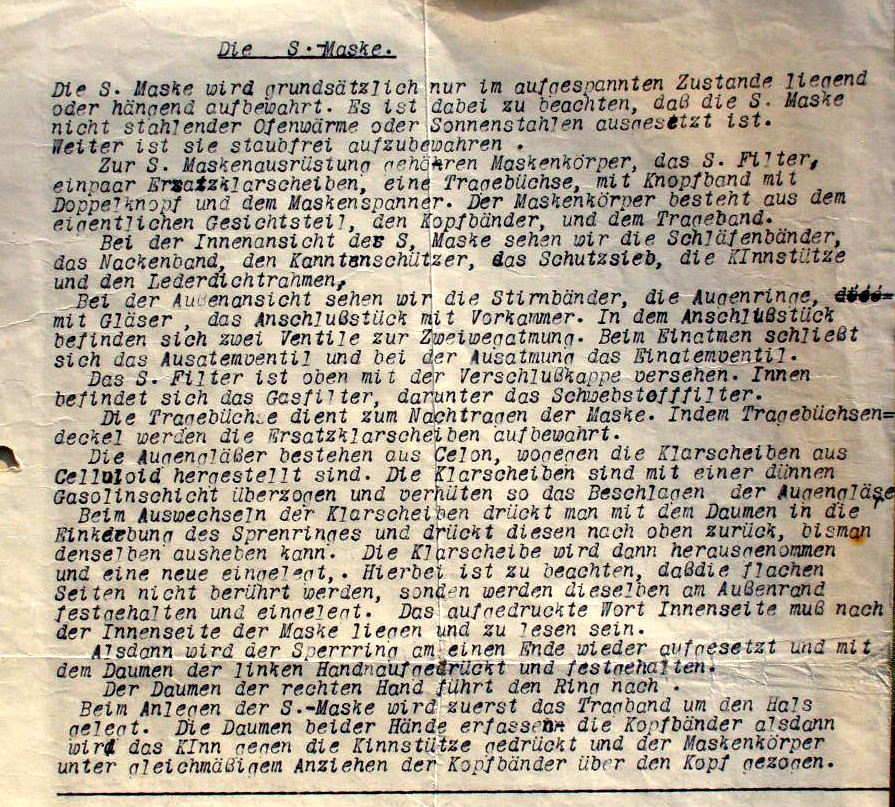 Die S.-Maske.
Die S. Maske wird grundsätzlich nur im aufgespannten Zustande liegend
oder hängend aufbewahrt. Es ist dabei zu beachten, daß die S. Maske
nicht stahlender Ofenwärme oder Sonnenstahlen ausgesetzt ist.
Weiter ist sie staubfrei aufzubewahren .
Zur S. Maskenausrüstung gehöhren Maskenkörper, das S. Filter,
einpaar Ersatzklarscheiben, eine Tragebüchse, mit Knopfband mit
Doppelknopf und dem Maskenspanner. Der Maskenkörper besteht aus dem
eigentlichen Gesichtsteil, den Kopfbänder, und dem Trageband.
Bei der Innenansicht der S, Maske sehen wir die Schläfenbänder,
das Nackenband, den Kanntenschützer, das Schutzsieb, die KInnstütze
und den Lederdichtrahmen,
Bei der Außenansicht sehen wir die Stirnbänder, die Augenringe,
mit Gläser , das Anschlußstück mit Vorkammer. In dem Anschlußstück
befinden sich zwei Ventile zur Zweiwegatmung. Beim Einatmen schließt
sich das Ausatemventil und bei der Ausatmung das Einatemventil.
Das S. Filter ist oben mit der Verschlußkappe versehen. Innen
befindet sich das Gasfilter, darunter das Schwebstofffilter.
Die Tragebüchse dient zum Nachtragen der Maske. Indem Tragebüchsen=
deckel werden die Ersatzklarscheiben aufbewahrt.
Die Augengläßer bestehen aus Celon, wogegen die Klarscheiben aus
Celluloid hergestellt sind. Die Klarscheiben sind mit einer dünnen
Gasolinschicht überzogen und verhüten so das Beschlagen der Augengläser
Beim Auswechseln der Klarscheiben drückt man mit dem Daumen in die
Einkerbung des Sprenringes und drückt diesen nach oben zurück, bisman
denselben ausheben kann. Die Klarscheibe wird dann herausgenommen
und eine neue eingelegt,. Hierbei ist zu beachten, daßdie flachen
Seiten nicht berührt werden, sonden werden dieselben am Außenrand
festgehalten und eingelegt. Das aufgedruckte Wort Innenseite muß nach
der Innenseite der Maske liegen und zu lesen sein.
Alsdann wird der Sperrring am einen Ende wieder aufgesetzt und mit
dem Daumen der linken Handnaufgedrückt und festgehalten.
Der Daumen der rechten Hand führt den Ring nach .
Beim Anlegen der S.-Maske wird zuerst das Tragband um den Hals
gelegt. Die Daumen beider Hände erfassen die Kopfbänder alsdann
wird das KInn gegen die Kinnstütze gedrückt und der Maskenkörper
unter gleichmäßigem Anziehen der Kopfbänder über den Kopf gezogen.